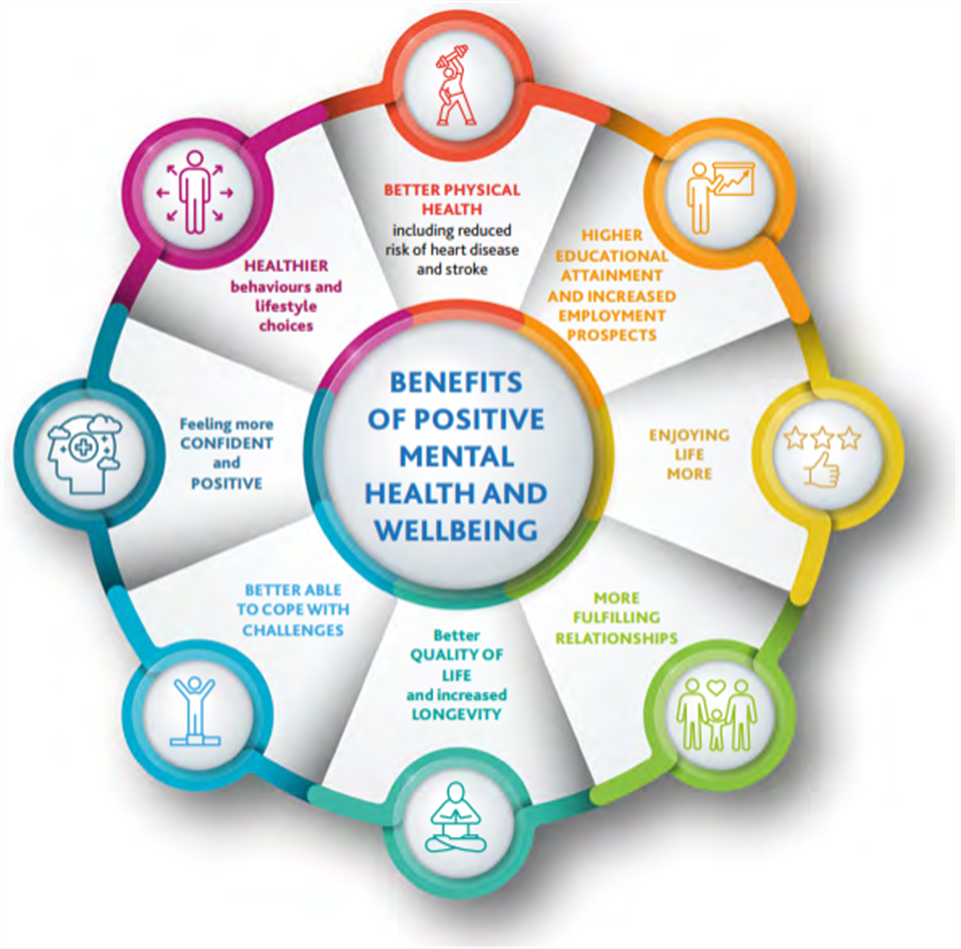 BETTER PHYSICAL
HEALTH
including reduced
risk of heart disease
and stroke
HIGHER
EDUCATIONAL
ATTAINMENT
AND INCREASED
EMPLOYMENT
PROSPECTS
ENJOYING
LIFE
MORE
MORE
FULFILLING
RELATIONSHIPS
Better
QUALITY OF
LIFE
and increased
LONGEVITY
BETTER ABLE
TO COPE WITH
CHALLENGES
Feeling more
CONFIDENT
and
POSITIVE
HEALTHIER
behaviours and
lifestyle
choices
BENEFITS
OF POSITIVE
MENTAL
HEALTH AND
WELLBEING